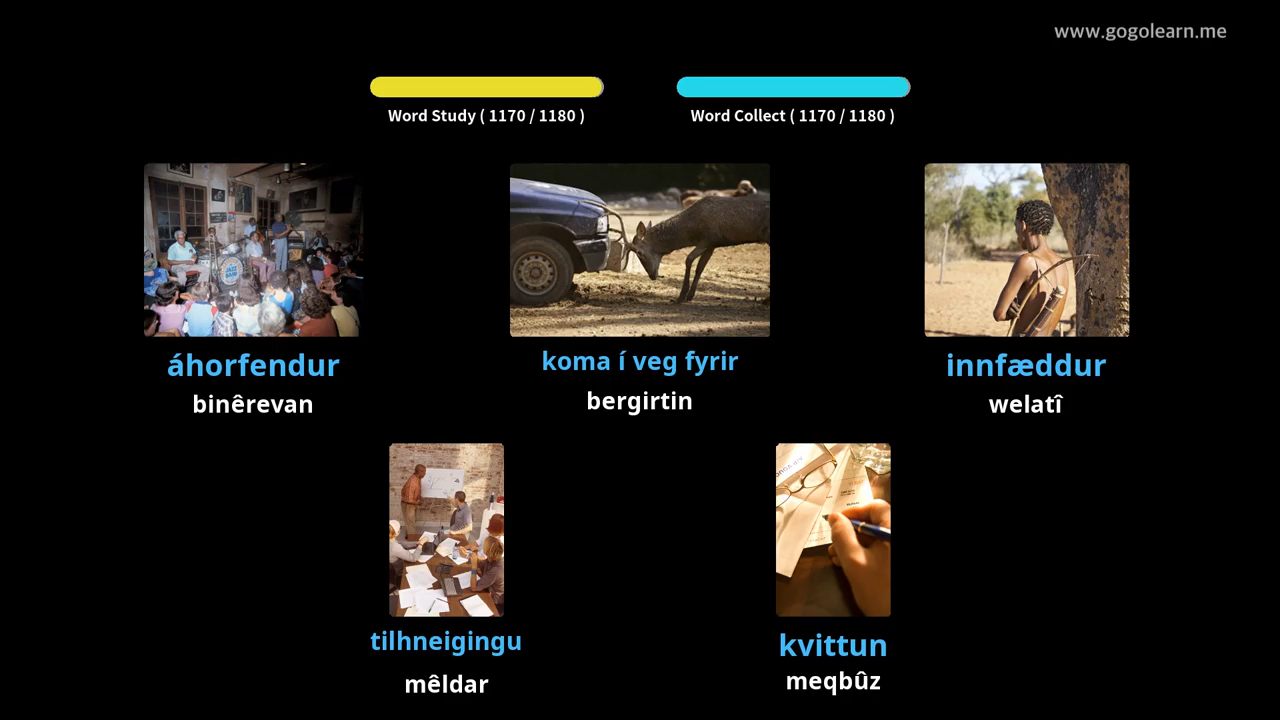 www.gogolearn.me
Word Study ( 1170 / 1180 )
Word Collect ( 1170 / 1180 )
áhorfendur
koma í veg fyrir
innfæddur
binêrevan
bergirtin
welatî
tilhneigingu
kvittun
mêldar
meqbûz